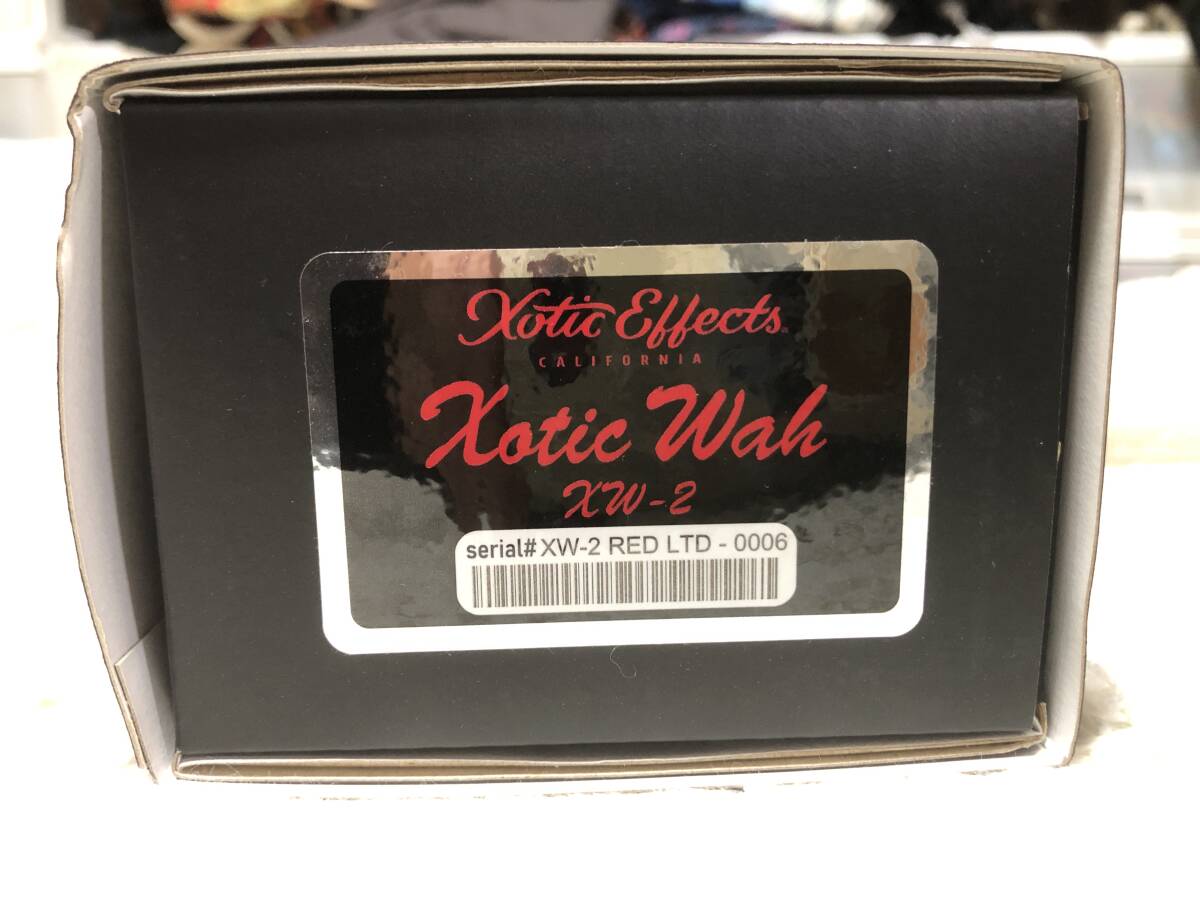 Xotic Effects
CALIFORNIA
Xotic Wah
XW-2
serial# XW-2 RED LTD - 0006